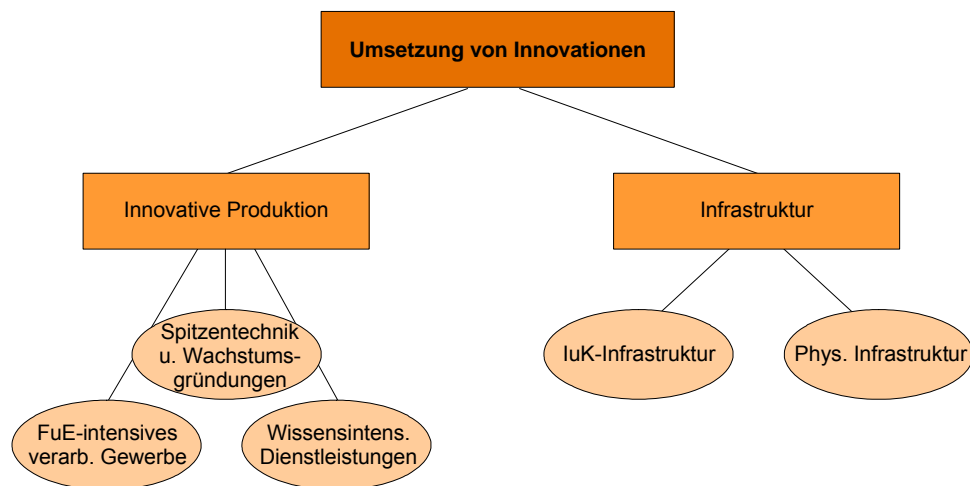 Umsetzung von Innovationen
Innovative Produktion
Infrastruktur
Spitzentechnik
u. Wachstums-
gründungen
IuK-Infrastruktur
Phys. Infrastruktur
FuE-intensives
verarb. Gewerbe
Wissensintens.
Dienstleistungen